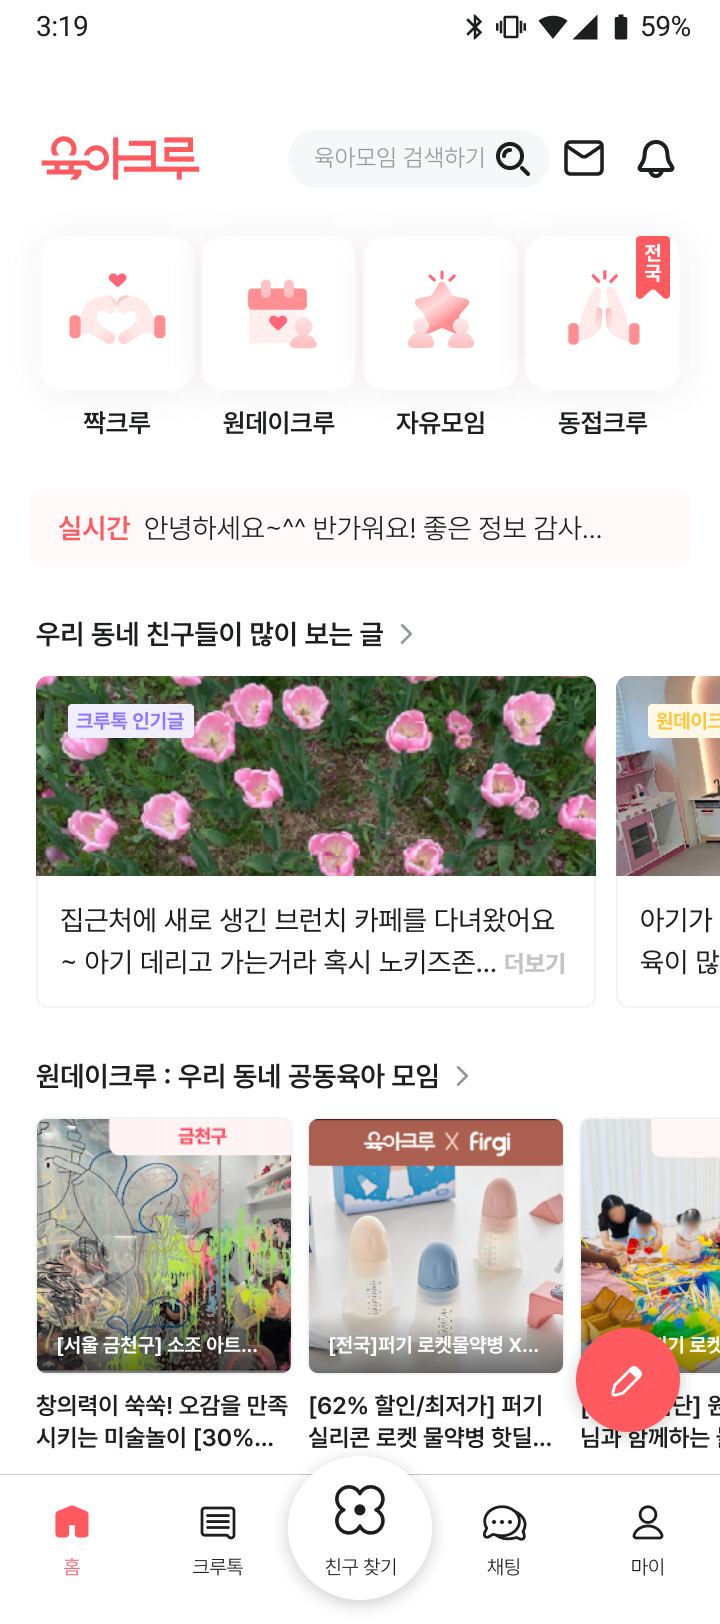 3:19
59%
육아크루
육아모임 검색하기
전국
짝크루
원데이크루
자유모임
동접크루
실시간 안녕하세요~^^ 반가워요! 좋은 정보 감사...
우리 동네 친구들이 많이 보는 글
크루톡 인기글
원데이크
집근처에 새로 생긴 브런치 카페를 다녀왔어요
~ 아기 데리고 가는거라 혹시 노키즈존... 더보기
아기가
육이 많
원데이크루 : 우리 동네 공동육아 모임
금천구
[서울 금천구] 소조 아트...
창의력이 쑥쑥! 오감을 만족
시키는 미술놀이 [30%...
육아크루 X firgi
[전국]퍼기 로켓물약병 X...
[62% 할인/최저가] 퍼기
실리콘 로켓 물약병 핫딜...
로켓
단] 원
님과 함께하는
홈
크루톡
친구 찾기
채팅
마이